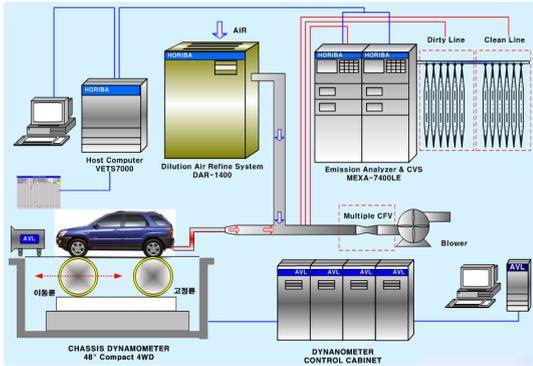 AIR
Dirty Line
Clean Line
HORIBA
HORIBA
HORIBA
HORIBA
Host Computer
VETS7000
Dilution Air Refine System
DAR-1400
Emission Analyzer & CVS
MEXA-7400LE
Multiple CFV
Blower
AVL
이동륜
고정륜
AVL
AVL
AVL
AVL
AVL
CHASSIS DYNAMOMETER
48" Compact 4WD
DYNANOMETER
CONTROL CABINET